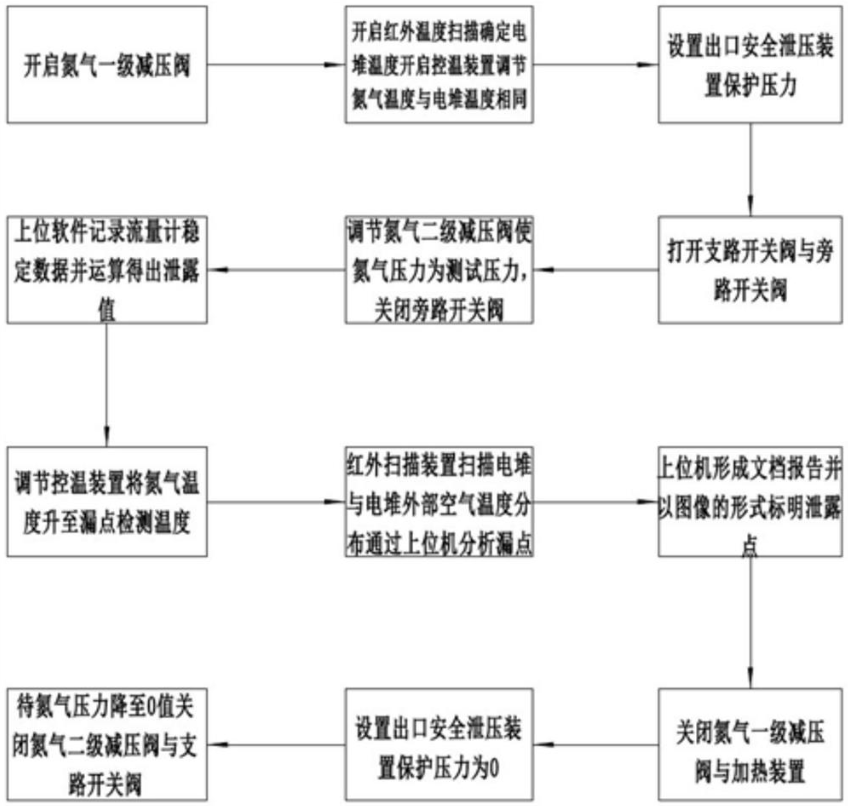 开启氮气一级减压阀
开启红外温度扫描确定电
堆温度开启控温装置调节
氮气温度与电堆温度相同
设置出口安全泄压装
置保护压力
打开支路开关阀与旁
路开关阀
调节氮气二级减压阀使
氮气压力为测试压力，
关闭旁路开关阀
上位软件记录流量计稳
定数据并运算得出泄露
值
调节控温装置将氮气温
度升至漏点检测温度
红外扫描装置扫描电堆
与电堆外部空气温度分
布通过上位机分析漏点
上位机形成文档报告并
以图像的形式标明泄露
点
关闭氮气一级减压
阀与加热装置
设置出口安全泄压装
置保护压力为0
待氮气压力降至0值关
闭氮气二级减压阀与支
路开关阀